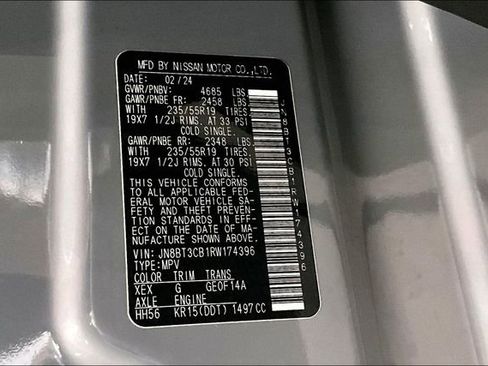 MFD BY NISSAN MOTOR CO.,LTD.
DATE: 02/24
GVWR/PNBV: 4685 LBS
GAWR/PNBE FR: 2458 LBS
WITH 235/55R19 TIRES,
19X7 1/2J RIMS. AT 33 PSI
COLD SINGLE.
GAWR/PNBE RR: 2348 LBS
WITH 235/55R19 TIRES,
19X7 1/2J RIMS. AT 30 PSI
COLD SINGLE.
THIS VEHICLE CONFORMS
TO ALL APPLICABLE FED-
ERAL MOTOR VEHICLE SA-
FETY AND THEFT PREVEN-
TION STANDARDS IN EFF-
ECT ON THE DATE OF MA-
NUFACTURE SHOWN ABOVE.
VIN: JN8BT3CB1RW174396
TYPE:MPV
COLOR TRIM TRANS
XEX G GE0F14A
AXLE ENGINE
HH56 KR15(DDT) 1497CC
JN8BT3CB1RW174396